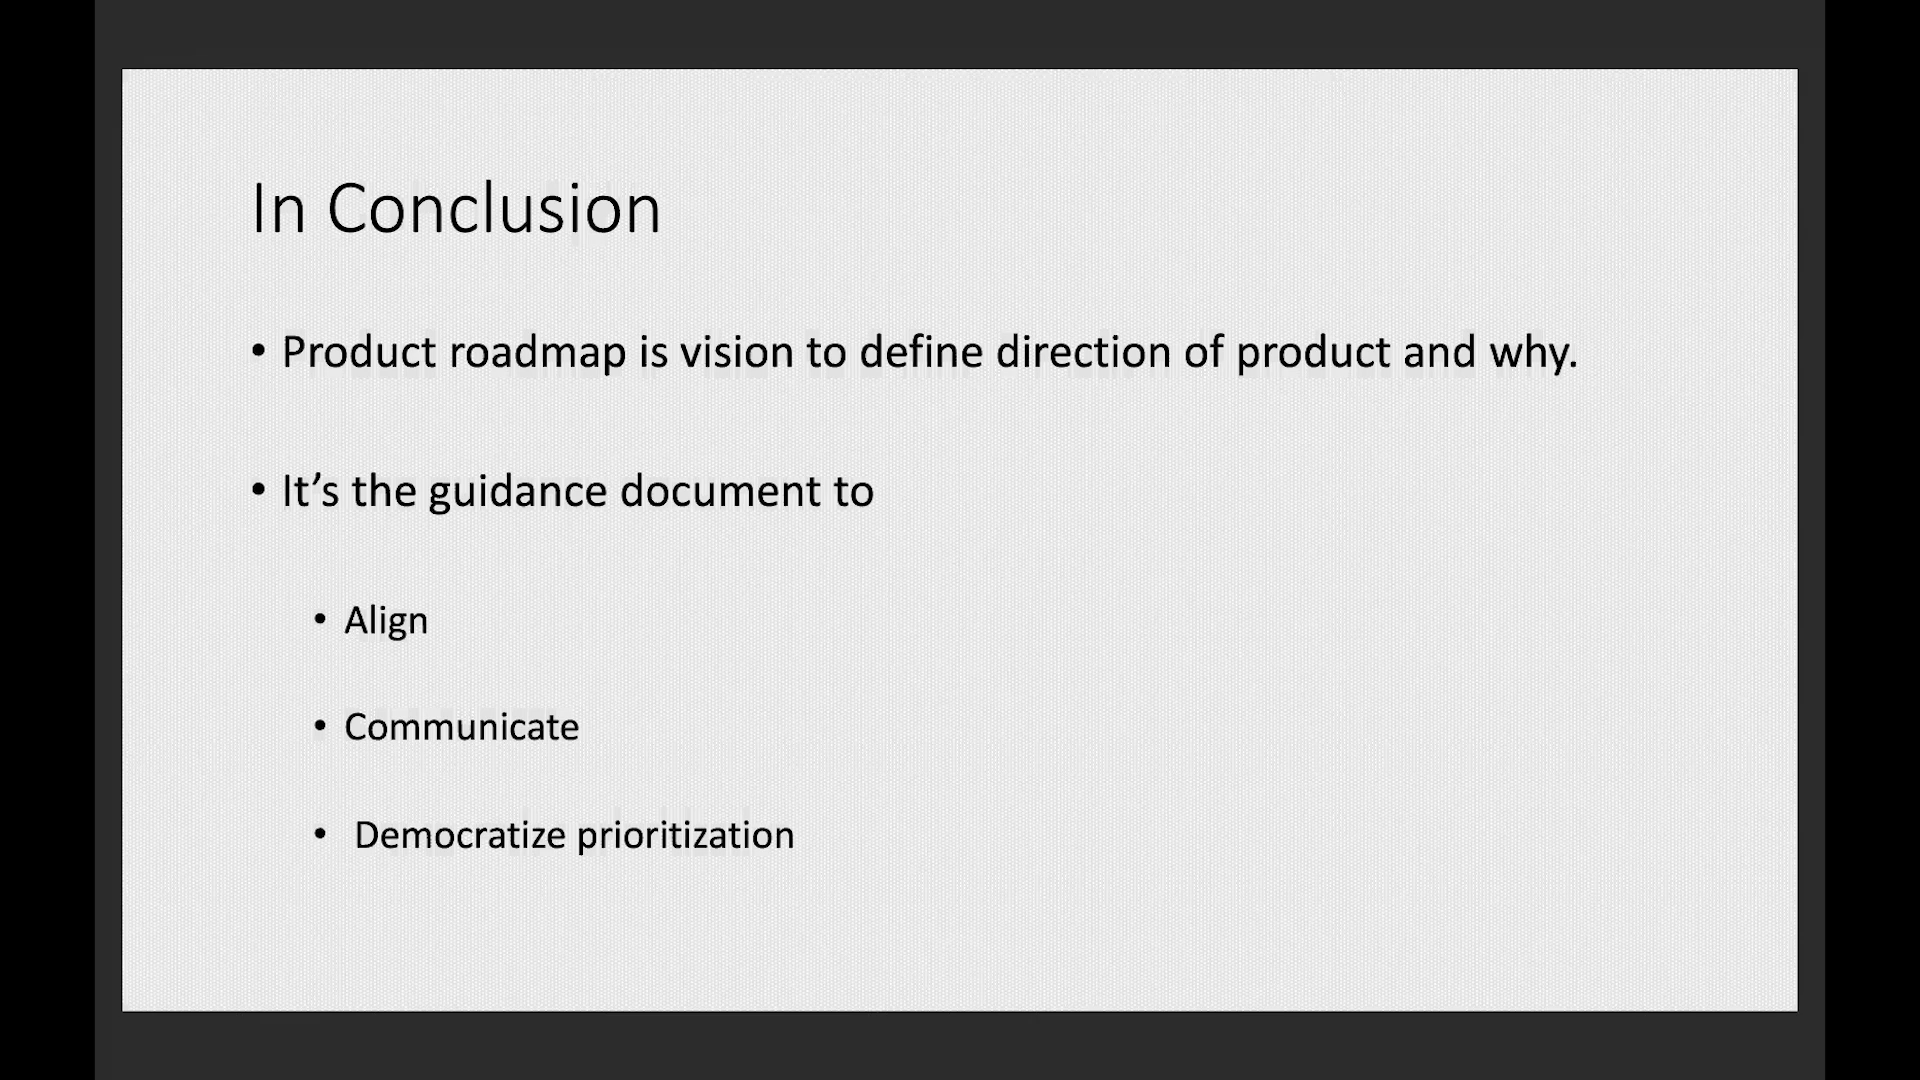 In Conclusion
• Product roadmap is vision to define direction of product and why.
• It’s the guidance document to
• Align
• Communicate
• Democratize prioritization